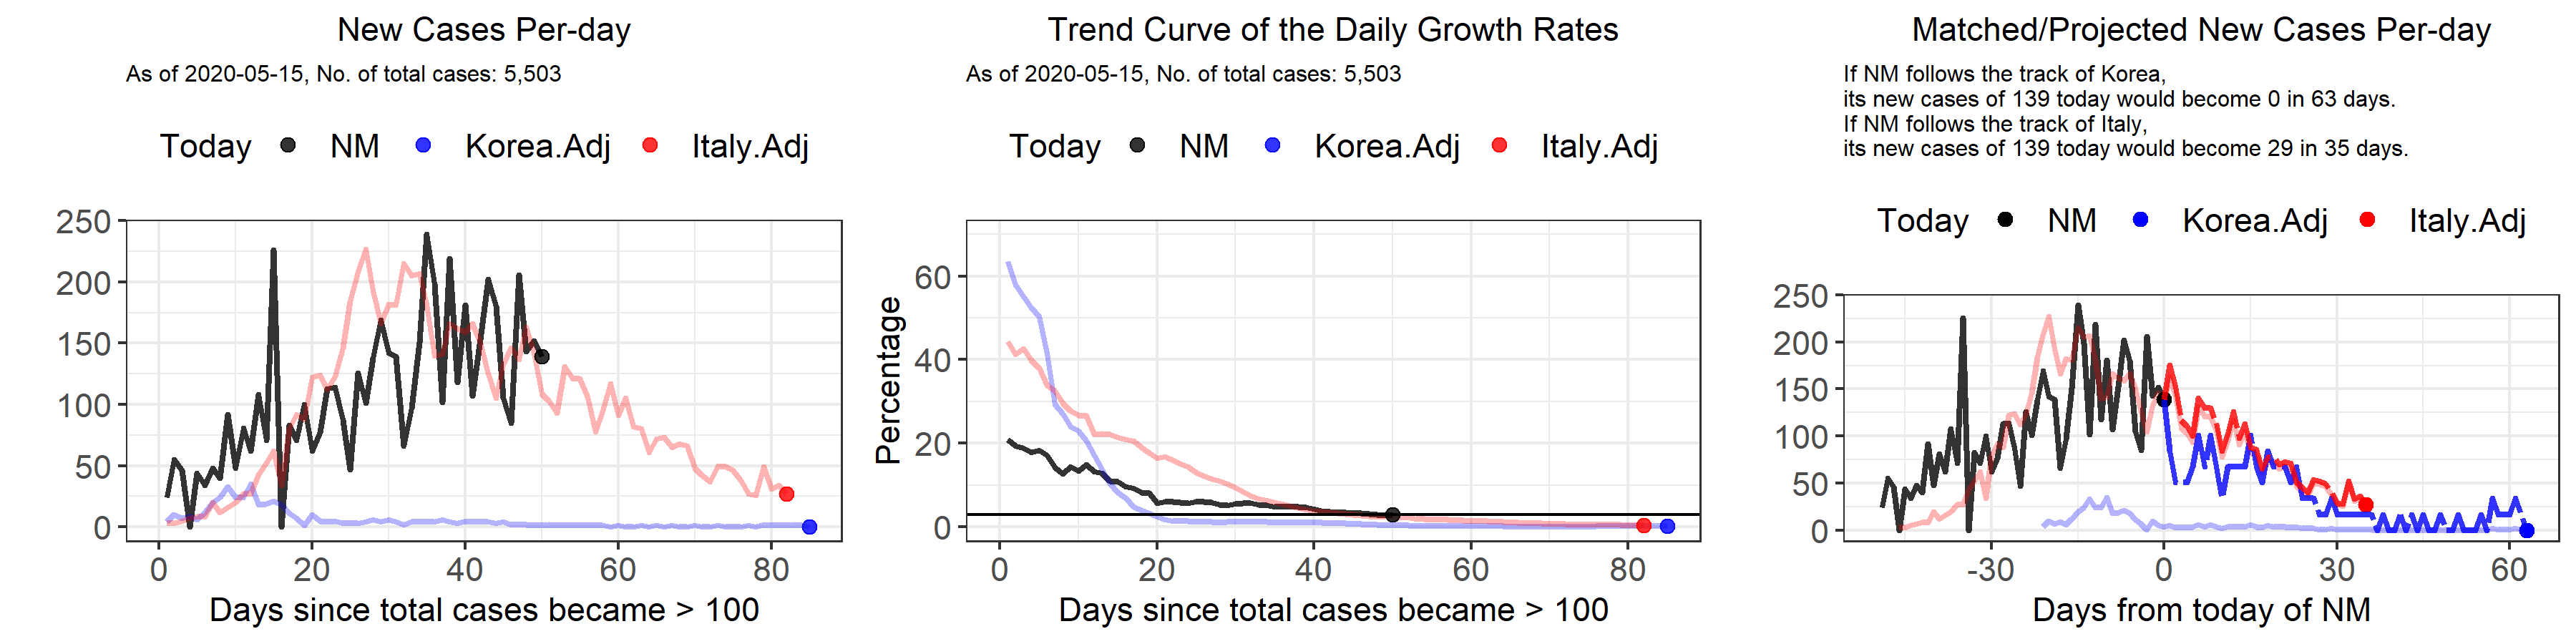 New Cases Per-day
As of 2020-05-15, No. of total cases: 5,503
Today NM Korea.Adj Italy.Adj
250
200
150
100
50
0
0 20 40 60 80
Days since total cases became > 100
Trend Curve of the Daily Growth Rates
As of 2020-05-15, No. of total cases: 5,503
Today NM Korea.Adj Italy.Adj
Percentage
60
40
20
0
0 20 40 60 80
Days since total cases became > 100
Matched/Projected New Cases Per-day
If NM follows the track of Korea,
its new cases of 139 today would become 0 in 63 days.
If NM follows the track of Italy,
its new cases of 139 today would become 29 in 35 days.
Today NM Korea.Adj Italy.Adj
250
200
150
100
50
0
-30 0 30 60
Days from today of NM